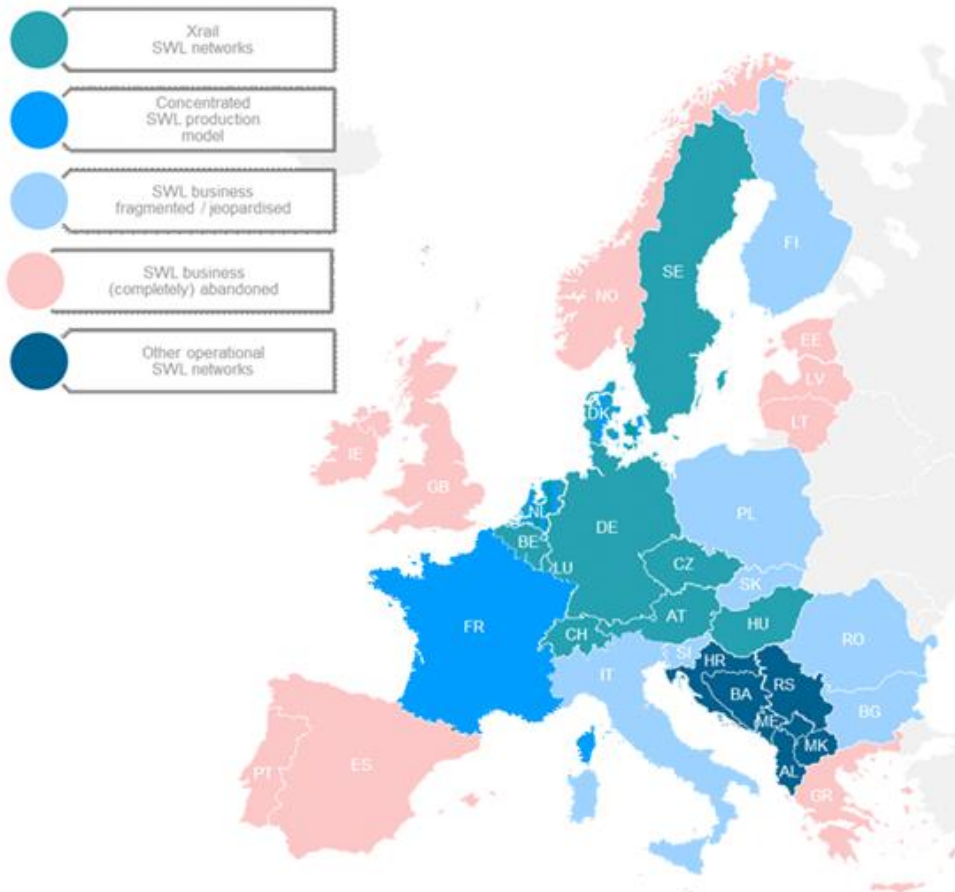 Xrail
SWL networks
Concentrated
SWL production
model
SWL business
fragmented / jeopardised
SWL business
(completely) abandoned
Other operational
SWL networks
FI
SE
NO
EE
LV
LT
DK
IE
GB
NL
PL
DE
BE
LU
CZ
SK
AT
HU
CH
FR
RO
SI
HR
IT
BA
RS
BG
ME
MK
AL
PT
ES
GR